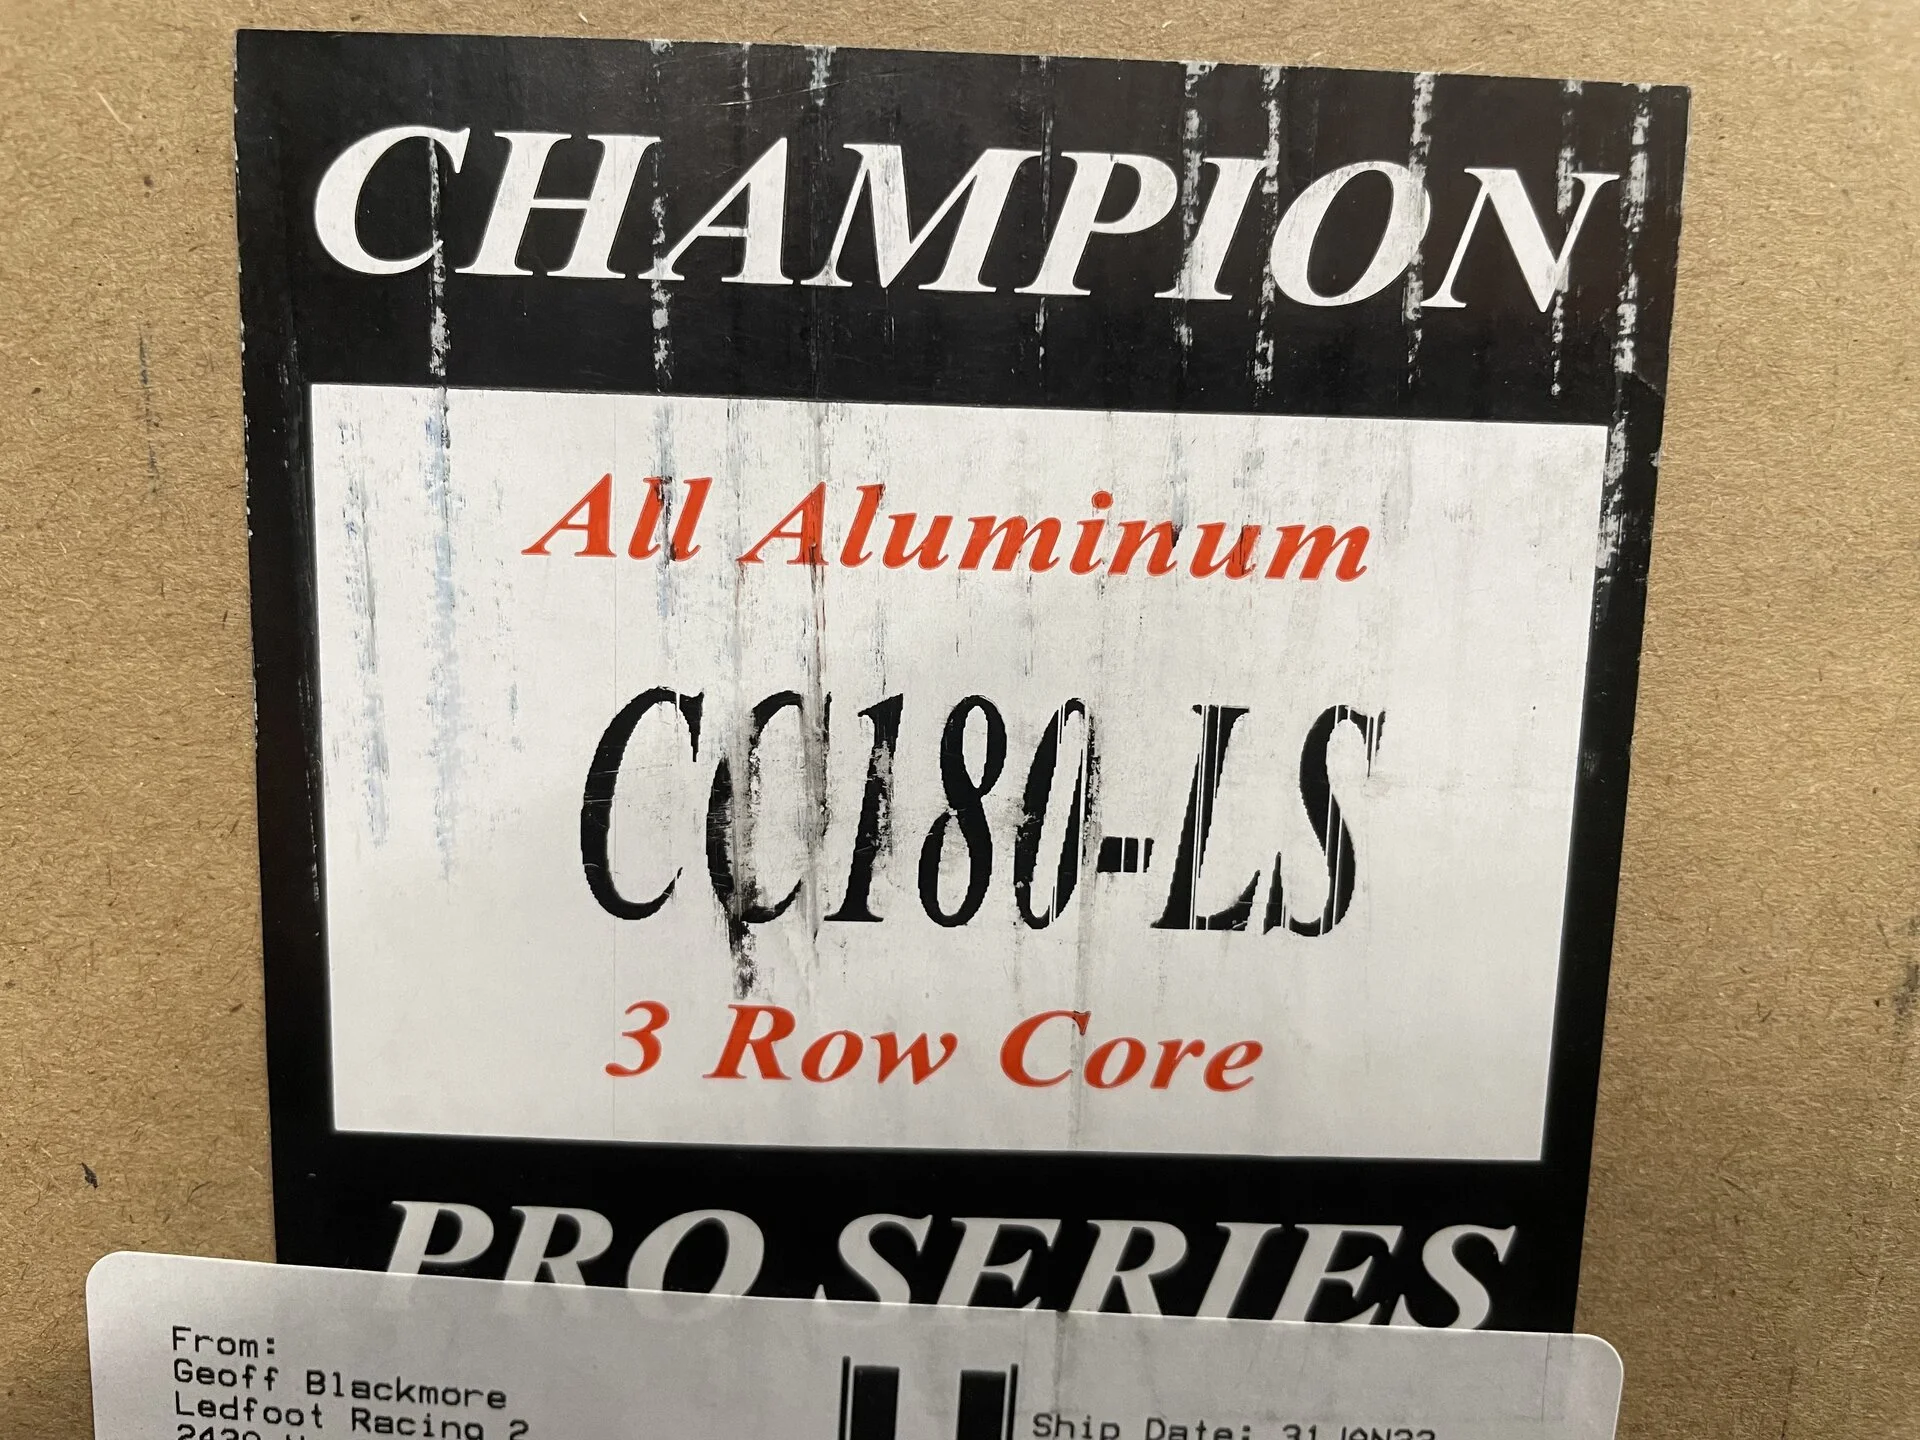 CHAMPION
All Aluminum
CC180-LS
3 Row Core
PRO SERIES
From:
Geoff Blackmore
Ledfoot Racing 2
Ship Date: